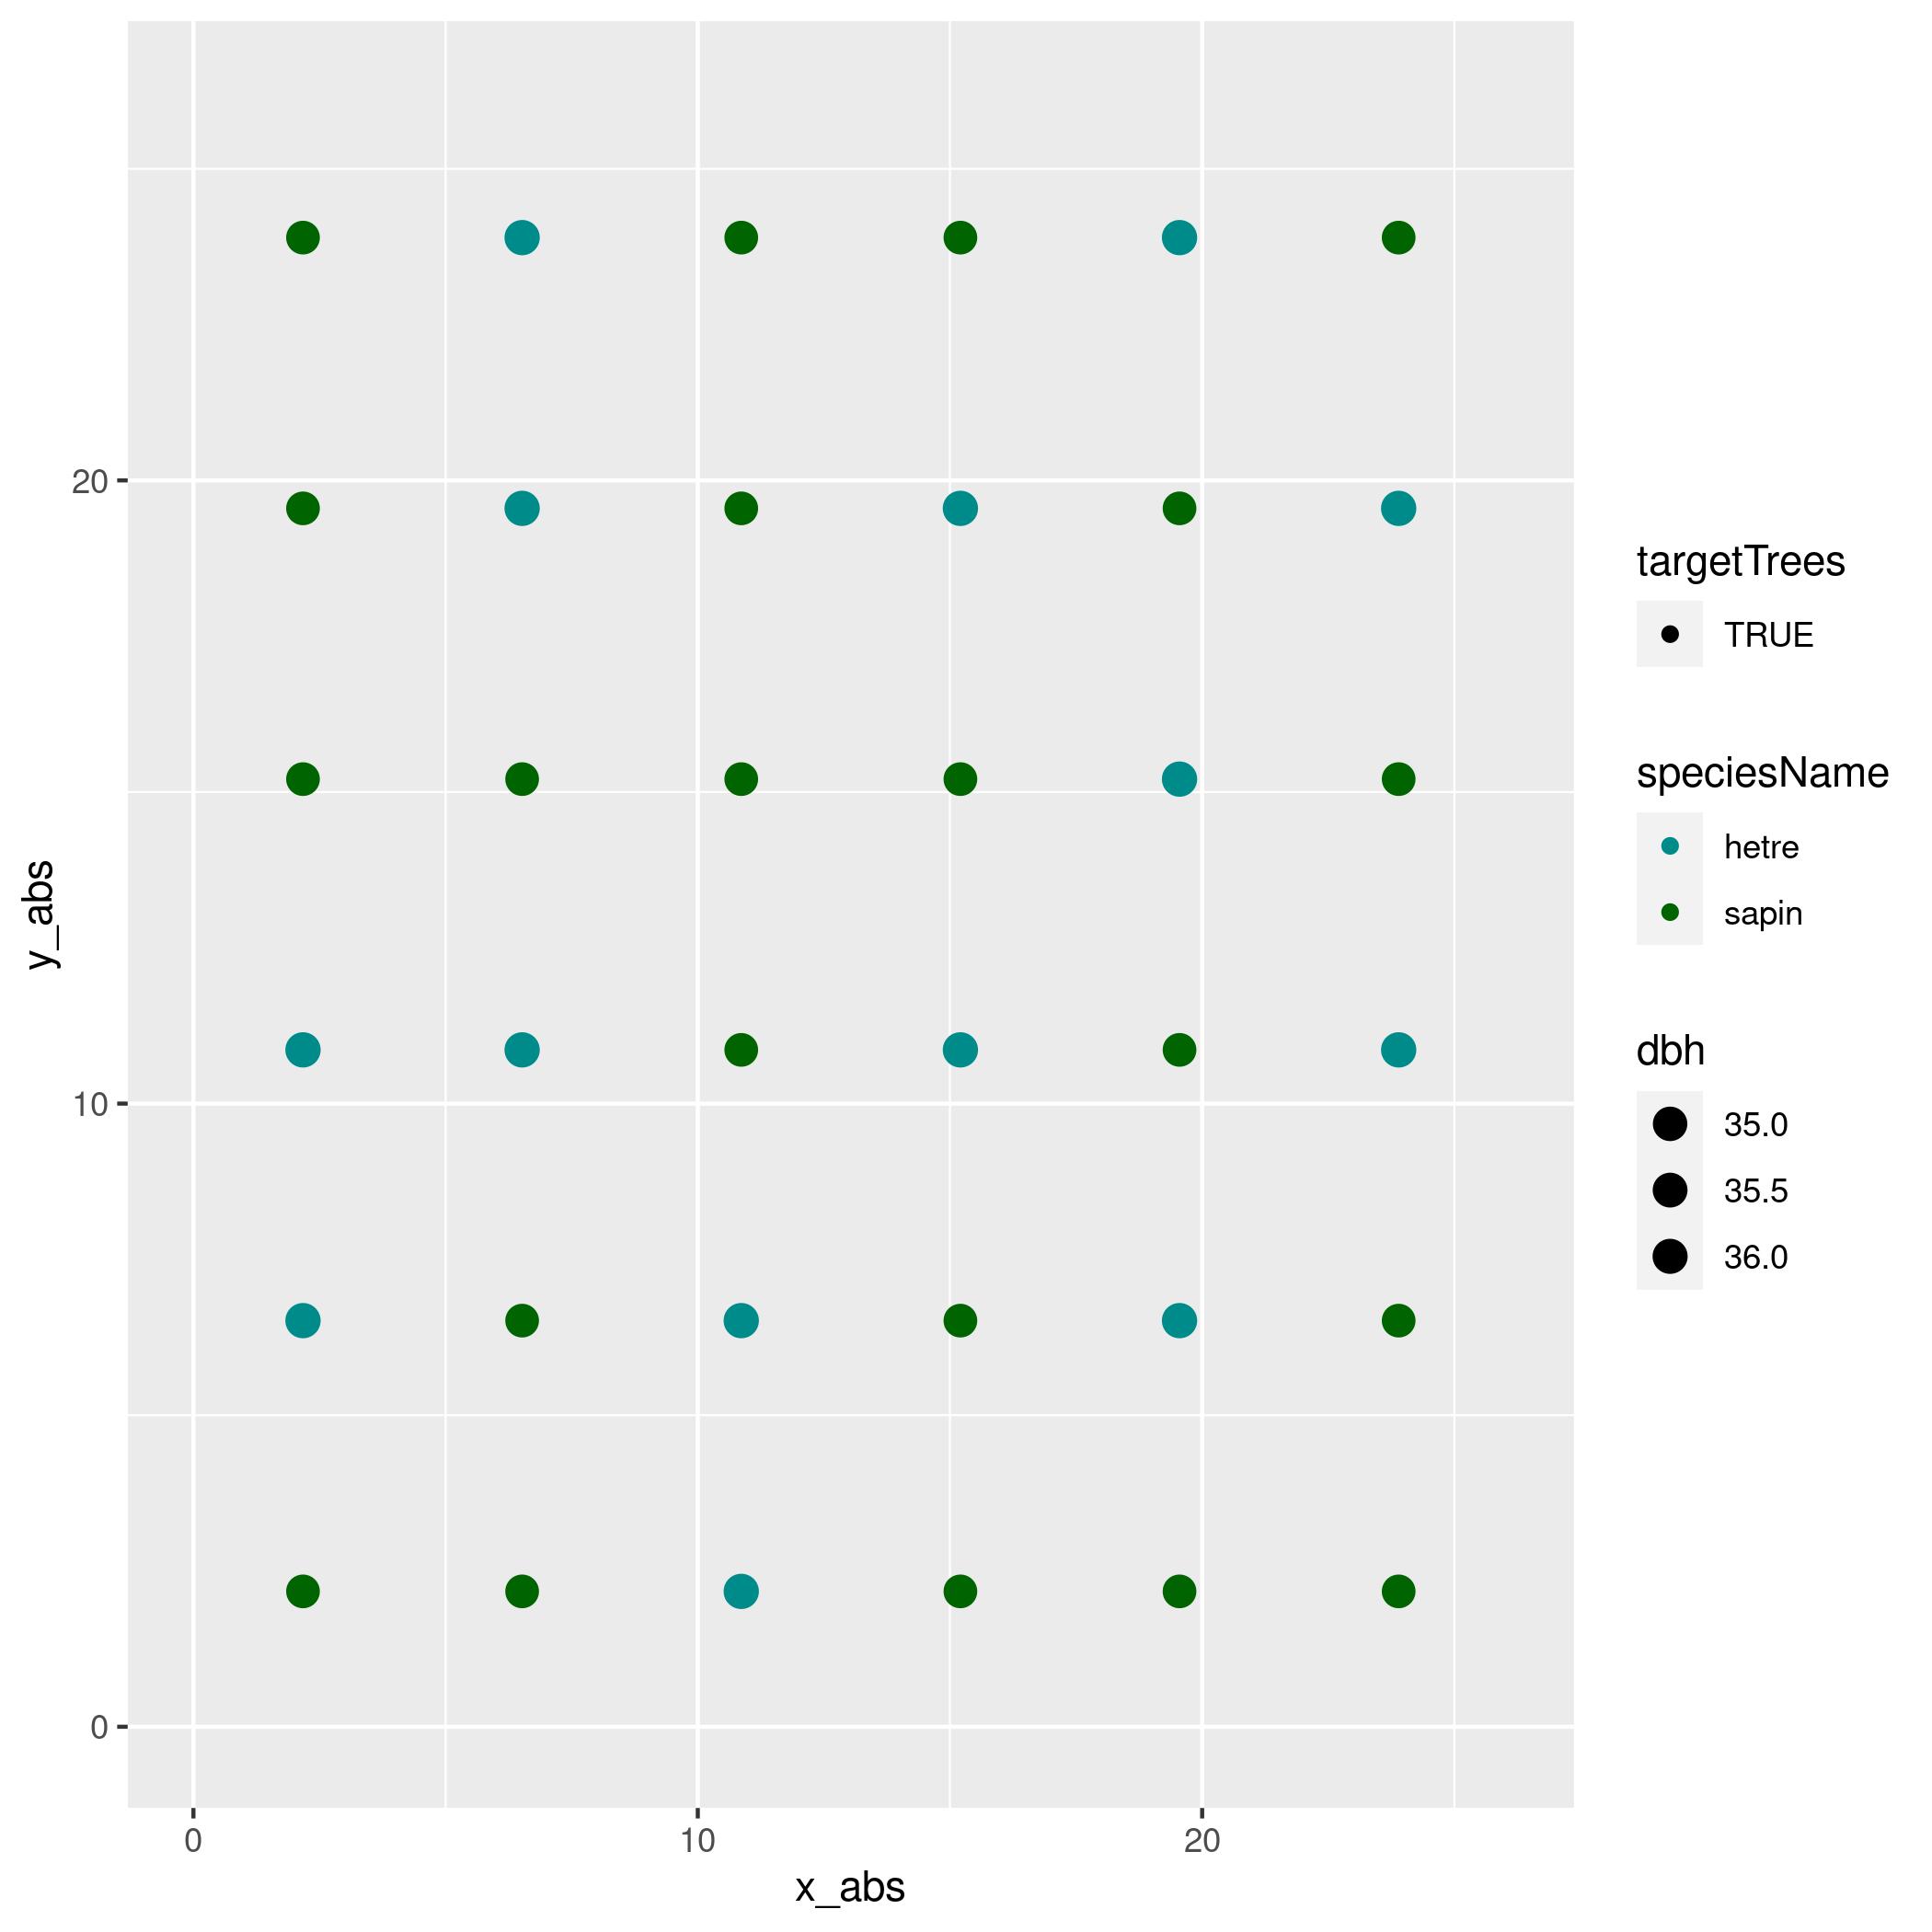 y_abs
20
10
0
0
10
20
x_abs
targetTrees
TRUE
speciesName
hetre
sapin
dbh
35.0
35.5
36.0